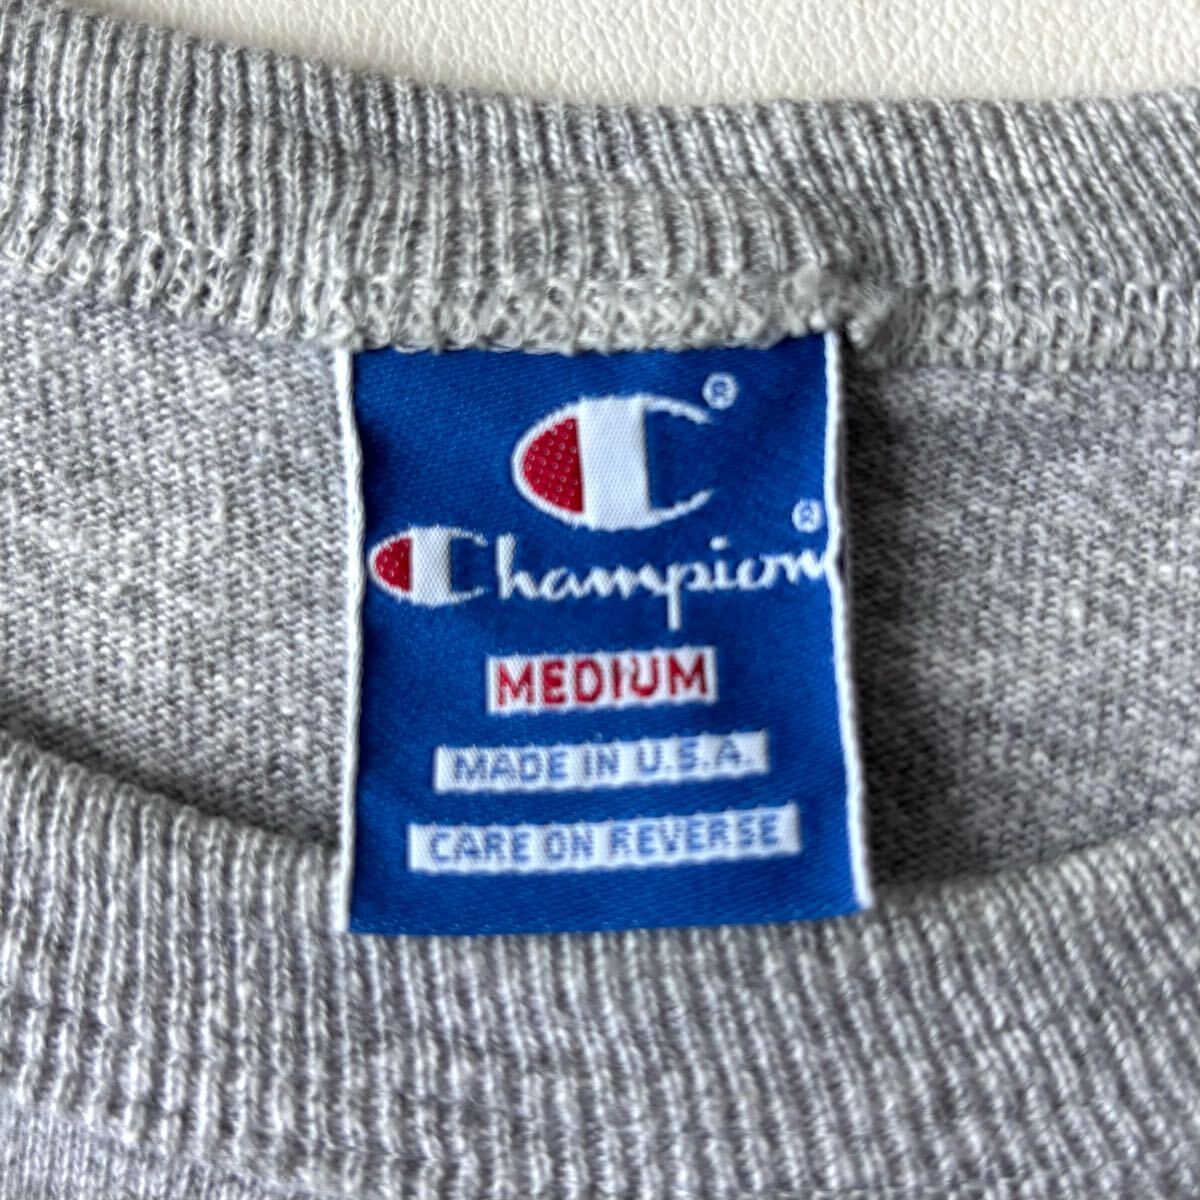 C®
Champion®
MEDIUM
MADE IN U.S.A.
CARE ON REVERSE